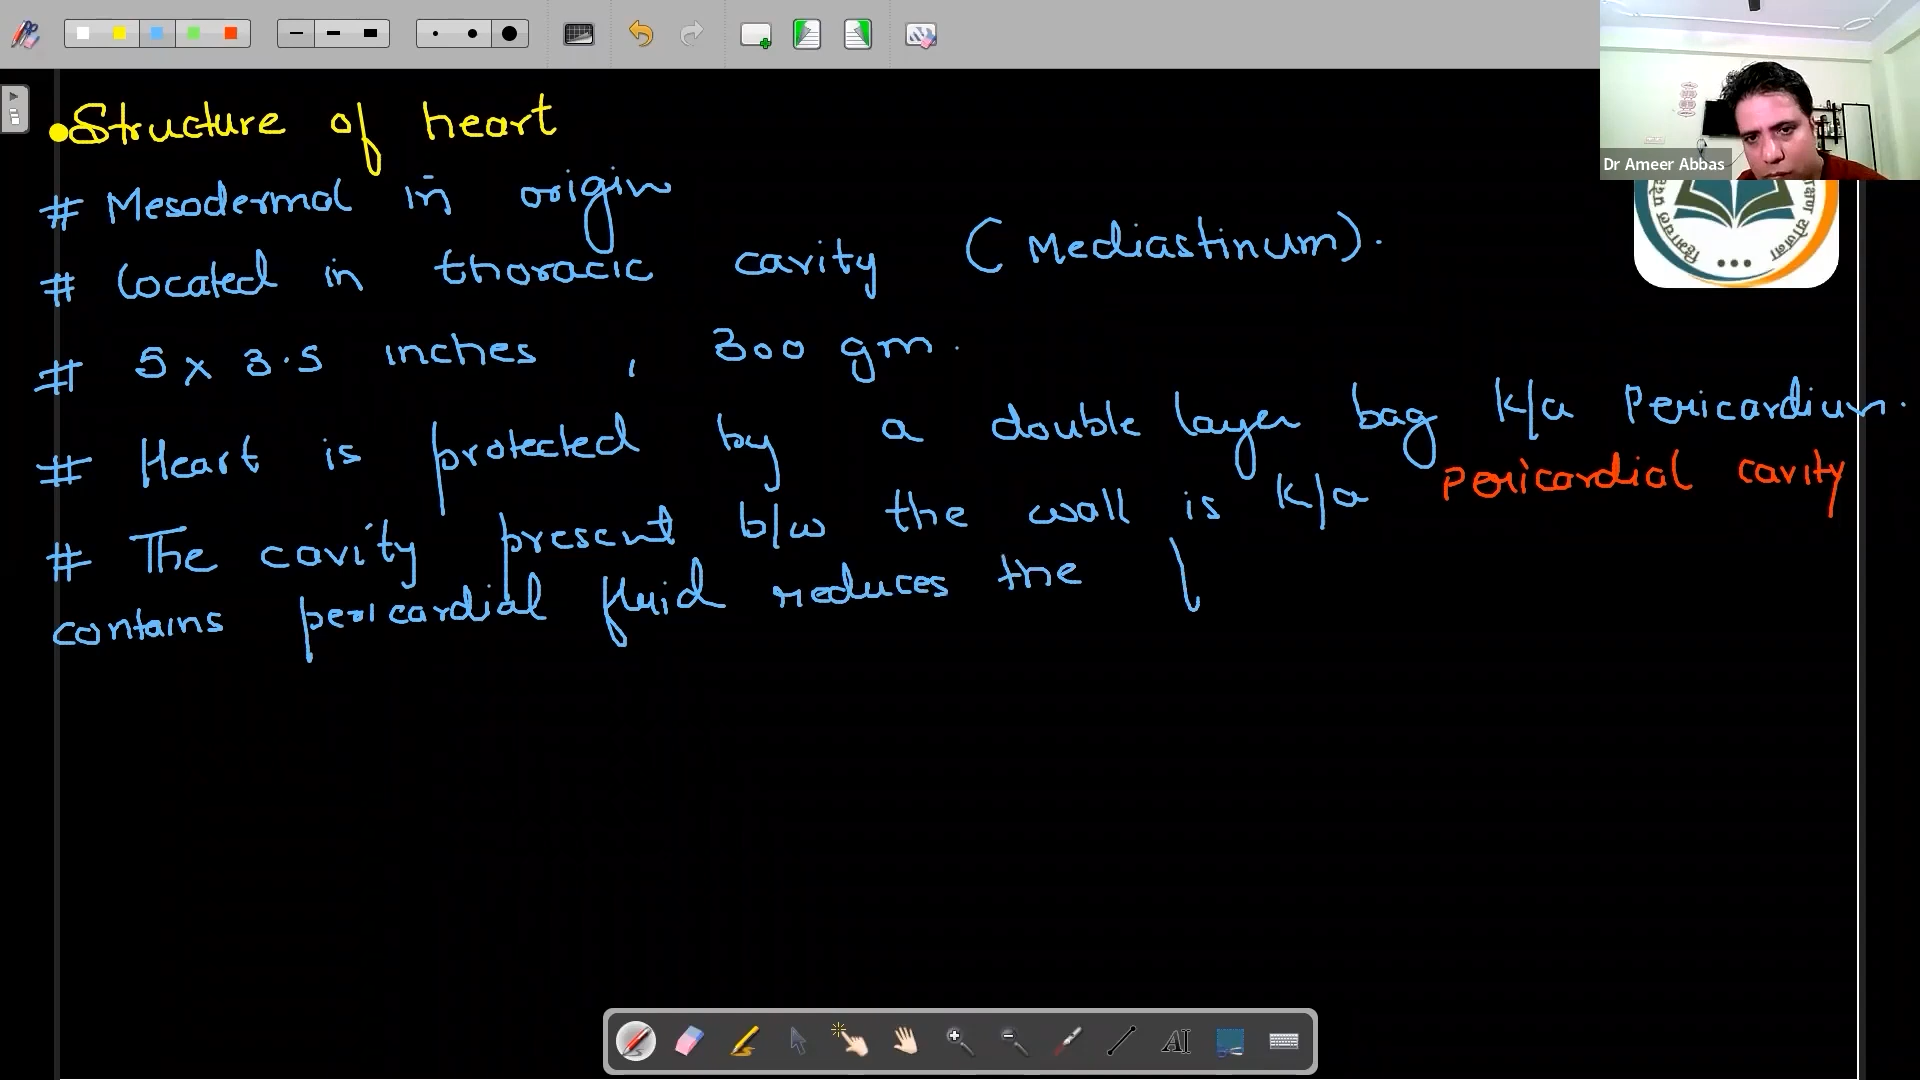 Dr Ameer Abbas
•Structure of heart
# Mesodermal in origin
# Located in thoracic cavity (Mediastinum).
# 5 x 3.5 inches , 300 gm.
# Heart is protected by a double layer bag k/a Pericardium.
# The cavity present b/w the wall is k/a Pericardial cavity
contains pericardial fluid reduces the
AI